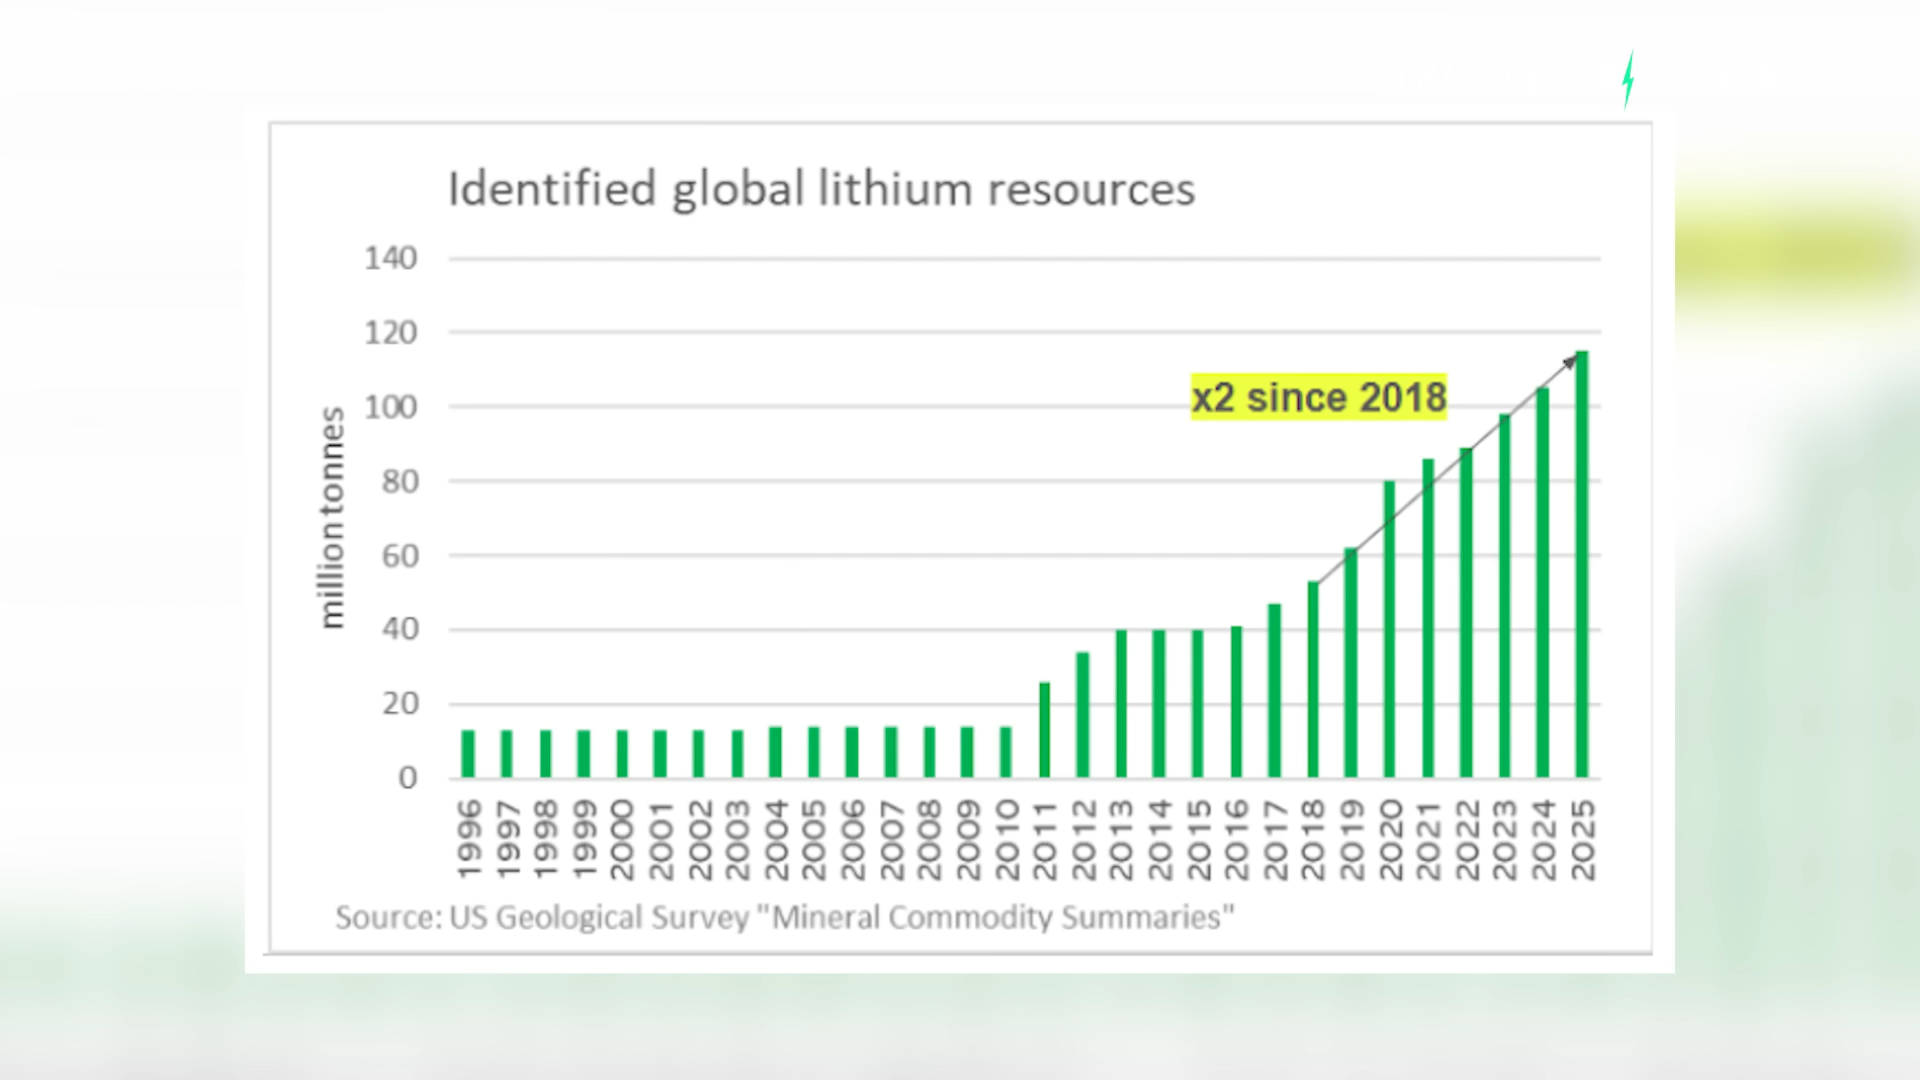 Identified global lithium resources
140
120
x2 since 2018
100
80
60
40
20
0
million tonnes
1996 1997 1998 1999 2000 2001 2002 2003 2004 2005 2006 2007 2008 2009 2010 2011 2012 2013 2014 2015 2016 2017 2018 2019 2020 2021 2022 2023 2024 2025
Source: US Geological Survey "Mineral Commodity Summaries"